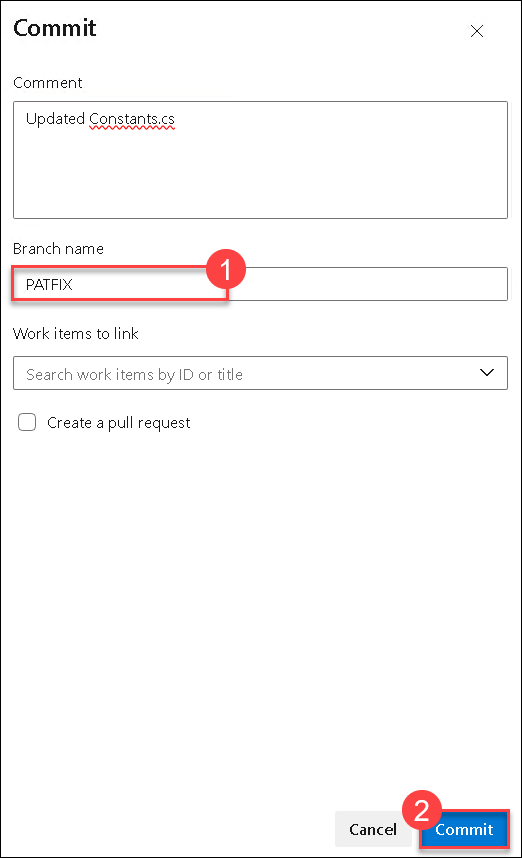 Commit
Comment
Updated Constants.cs
Branch name
1
PATFIX
Work items to link
Search work items by ID or title
Create a pull request
2
Cancel
Commit